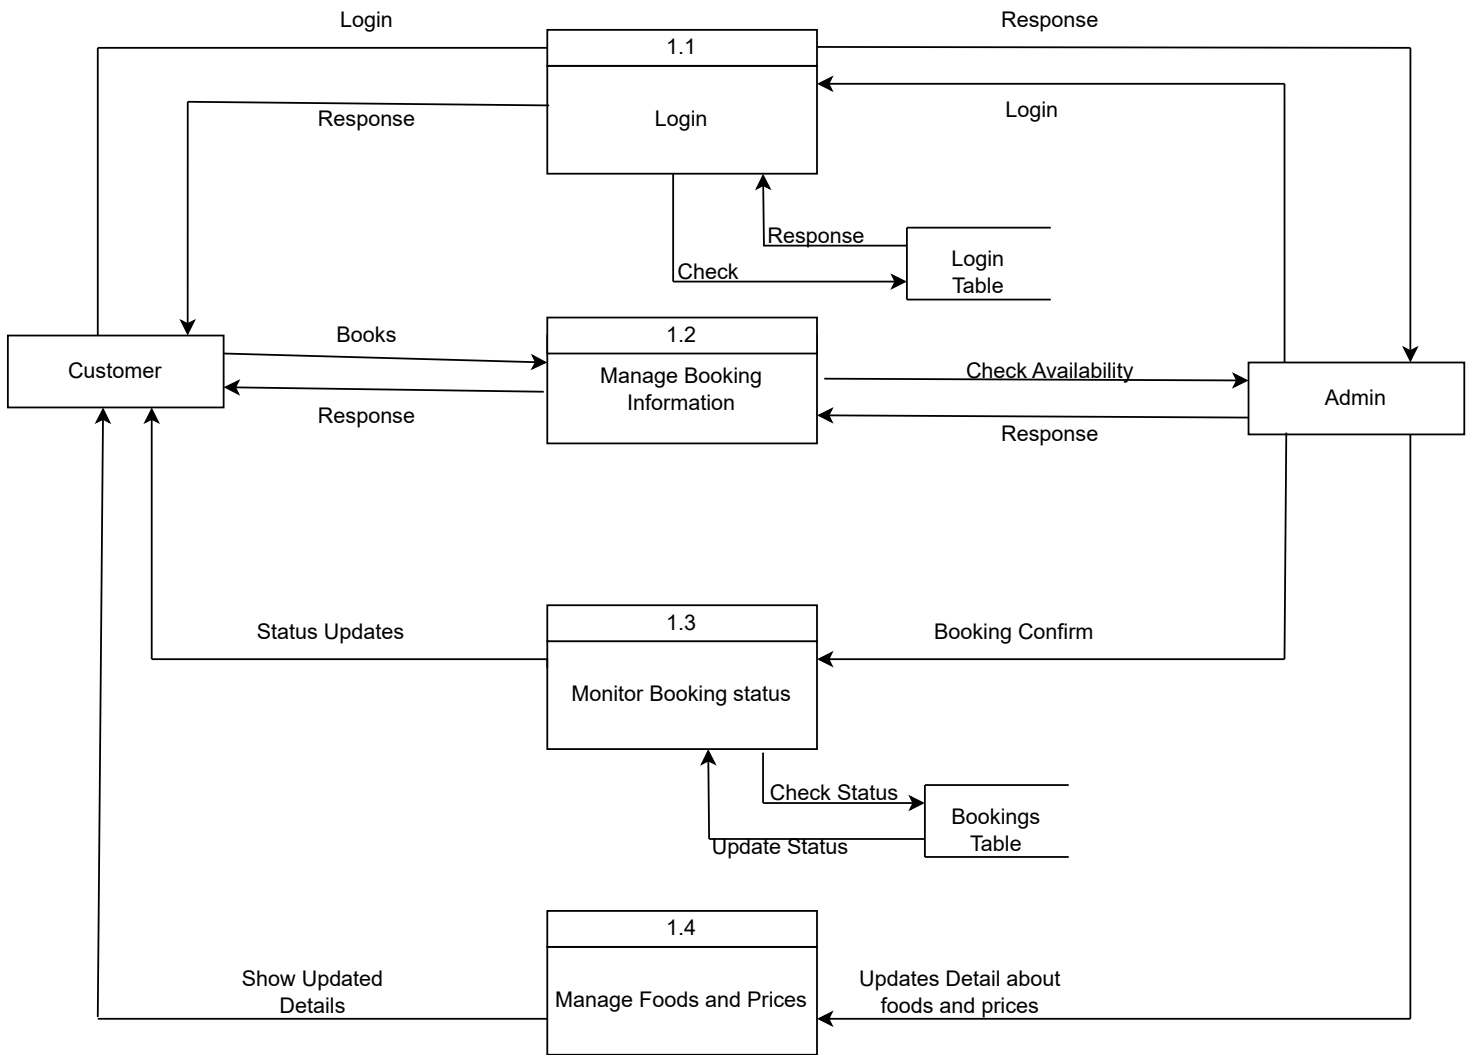 Login
Response
1.1
Login
Response
Login
Response
Check
Login
Table
Customer
Books
Response
1.2
Manage Booking
Information
Check Availability
Response
Admin
Status Updates
1.3
Monitor Booking status
Booking Confirm
Check Status
Update Status
Bookings
Table
1.4
Manage Foods and Prices
Show Updated
Details
Updates Detail about
foods and prices